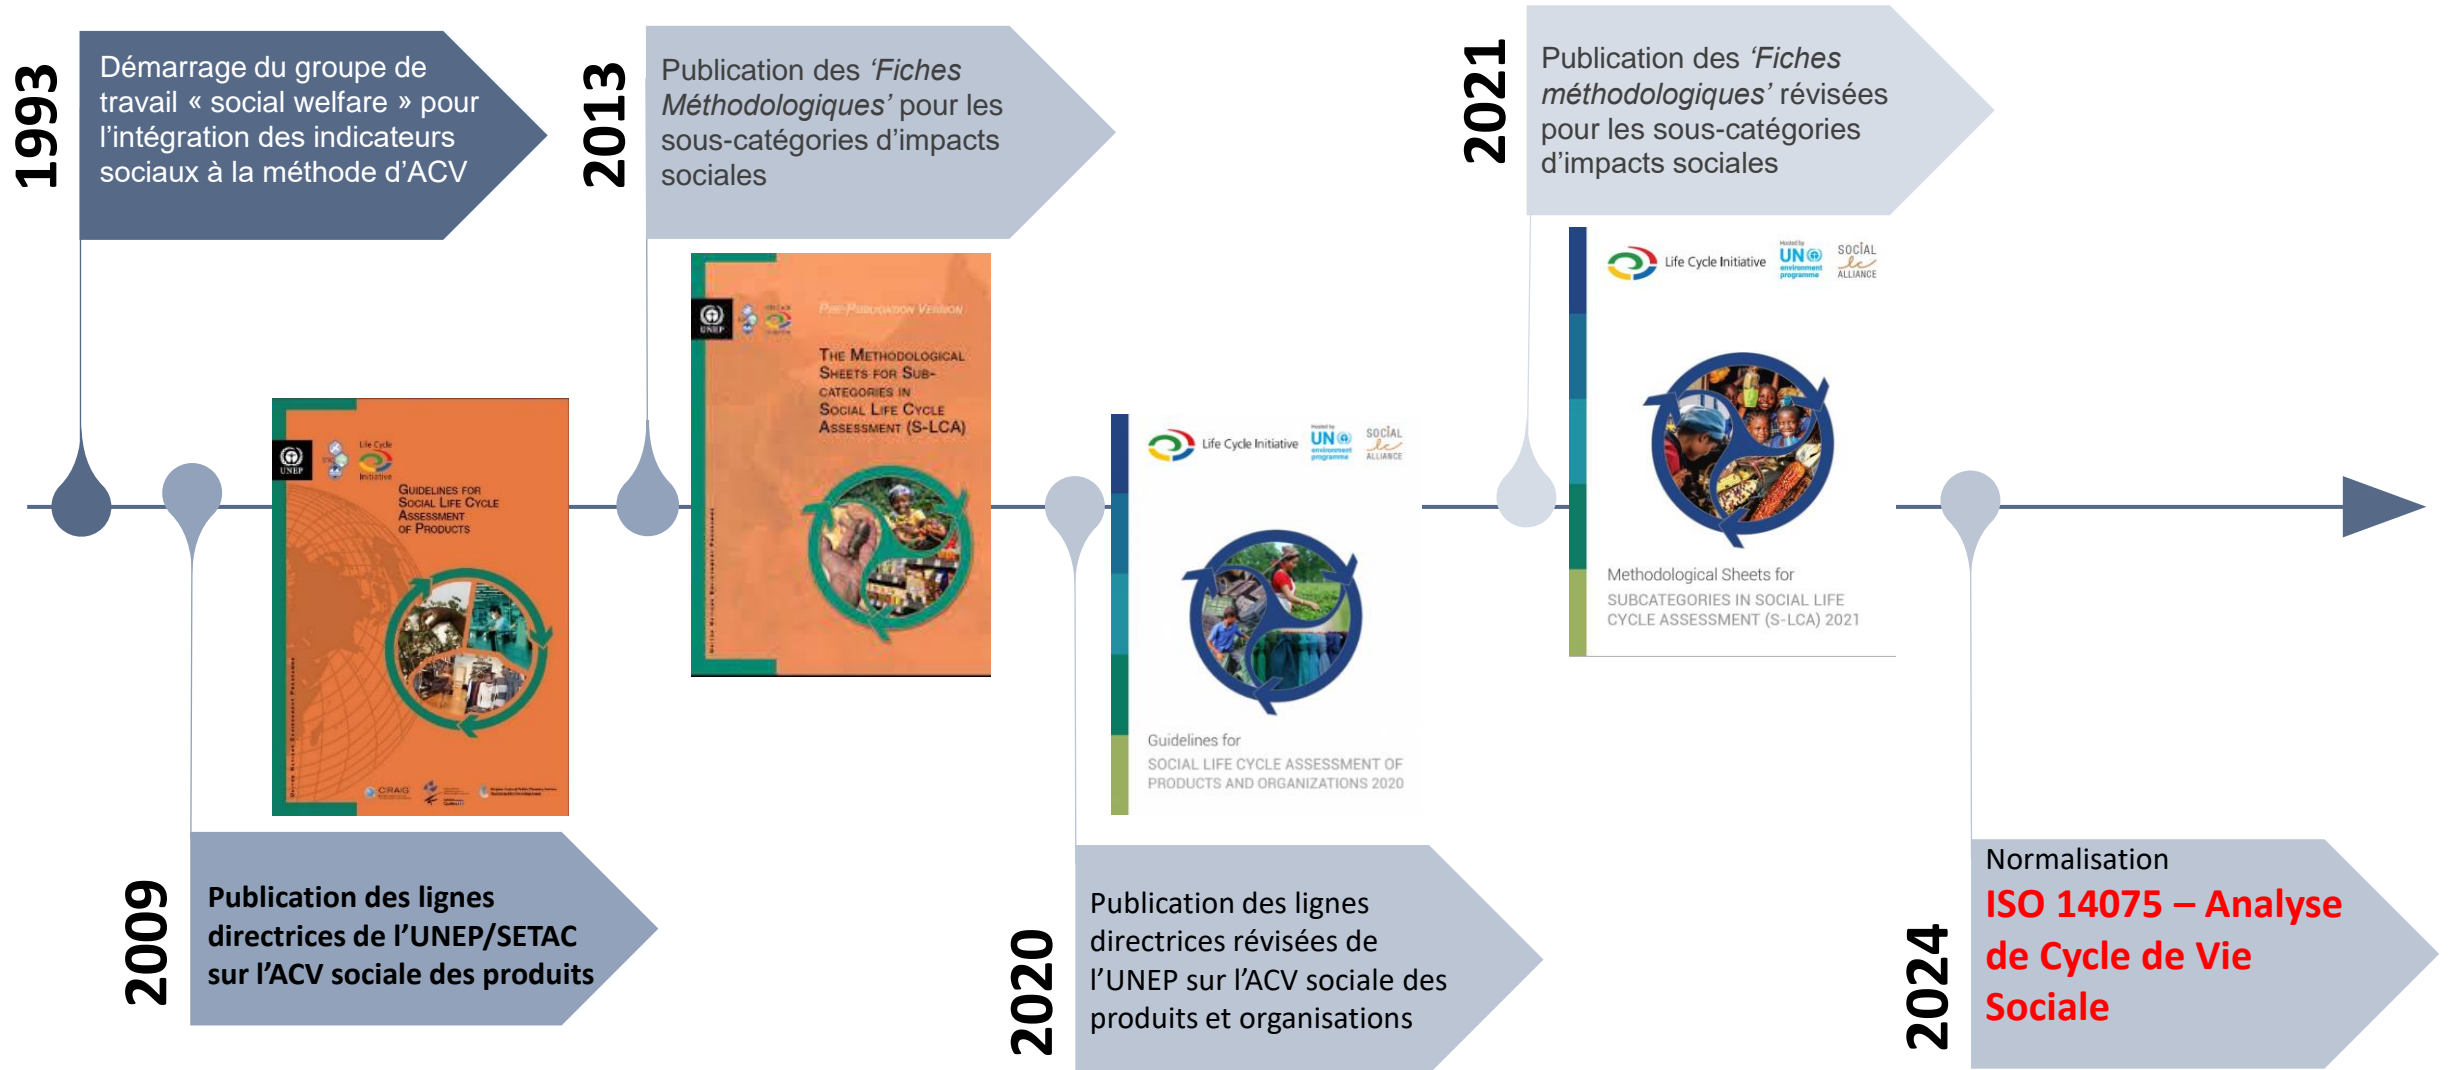 1993
Démarrage du groupe de
travail « social welfare » pour
l’intégration des indicateurs
sociaux à la méthode d’ACV
2013
Publication des ‘Fiches
Méthodologiques’ pour les
sous-catégories d’impacts
sociales
2021
Publication des ‘Fiches
méthodologiques’ révisées
pour les sous-catégories
d’impacts sociales
UNEP
Life Cycle
Initiative
GUIDELINES FOR
SOCIAL LIFE CYCLE
ASSESSMENT
OF PRODUCTS
CIRAIG
UNEP
PRE-PUBLICATION VERSION
THE METHODOLOGICAL
SHEETS FOR SUB-
CATEGORIES IN
SOCIAL LIFE CYCLE
ASSESSMENT (S-LCA)
Life Cycle Initiative
Hosted by
UN
environment
programme
SOCIAL
lc
ALLIANCE
Guidelines for
SOCIAL LIFE CYCLE ASSESSMENT OF
PRODUCTS AND ORGANIZATIONS 2020
Life Cycle Initiative
Hosted by
UN
environment
programme
SOCIAL
lc
ALLIANCE
Methodological Sheets for
SUBCATEGORIES IN SOCIAL LIFE
CYCLE ASSESSMENT (S-LCA) 2021
2009
Publication des lignes
directrices de l’UNEP/SETAC
sur l’ACV sociale des produits
2020
Publication des lignes
directrices révisées de
l’UNEP sur l’ACV sociale des
produits et organisations
2024
Normalisation
ISO 14075 – Analyse
de Cycle de Vie
Sociale